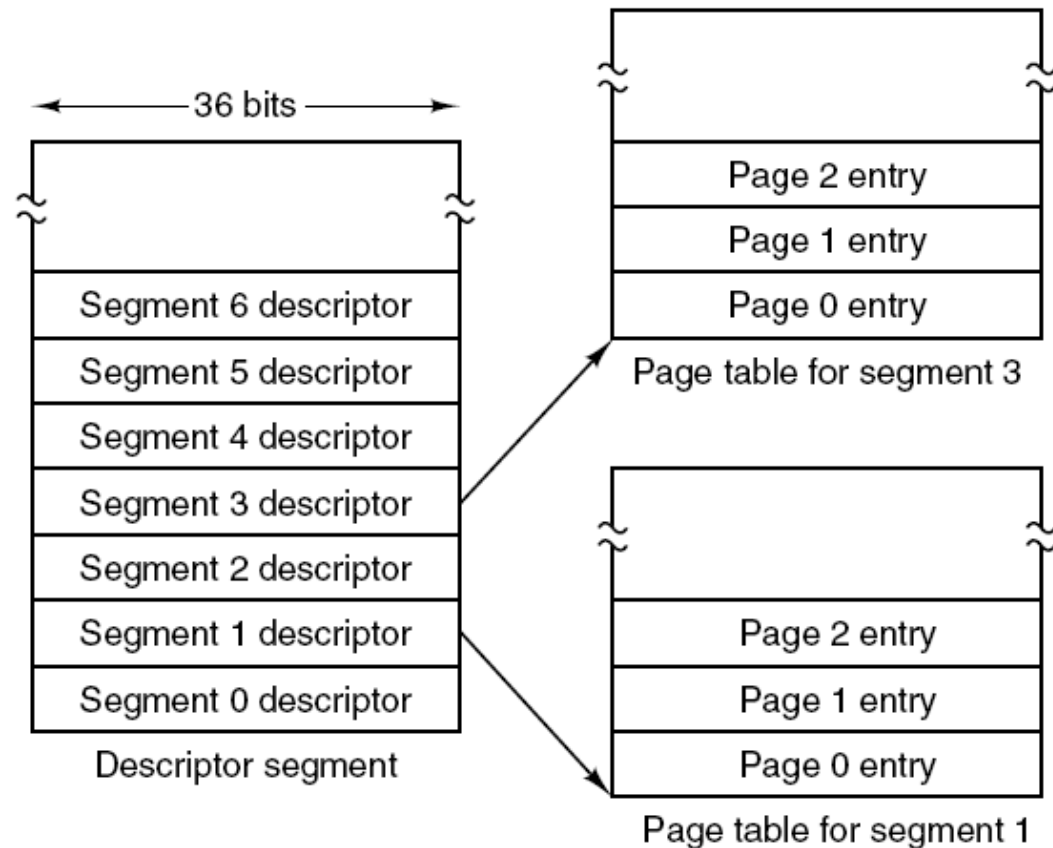 36 bits
Segment 6 descriptor
Segment 5 descriptor
Segment 4 descriptor
Segment 3 descriptor
Segment 2 descriptor
Segment 1 descriptor
Segment 0 descriptor
Descriptor segment
Page 2 entry
Page 1 entry
Page 0 entry
Page table for segment 3
Page 2 entry
Page 1 entry
Page 0 entry
Page table for segment 1